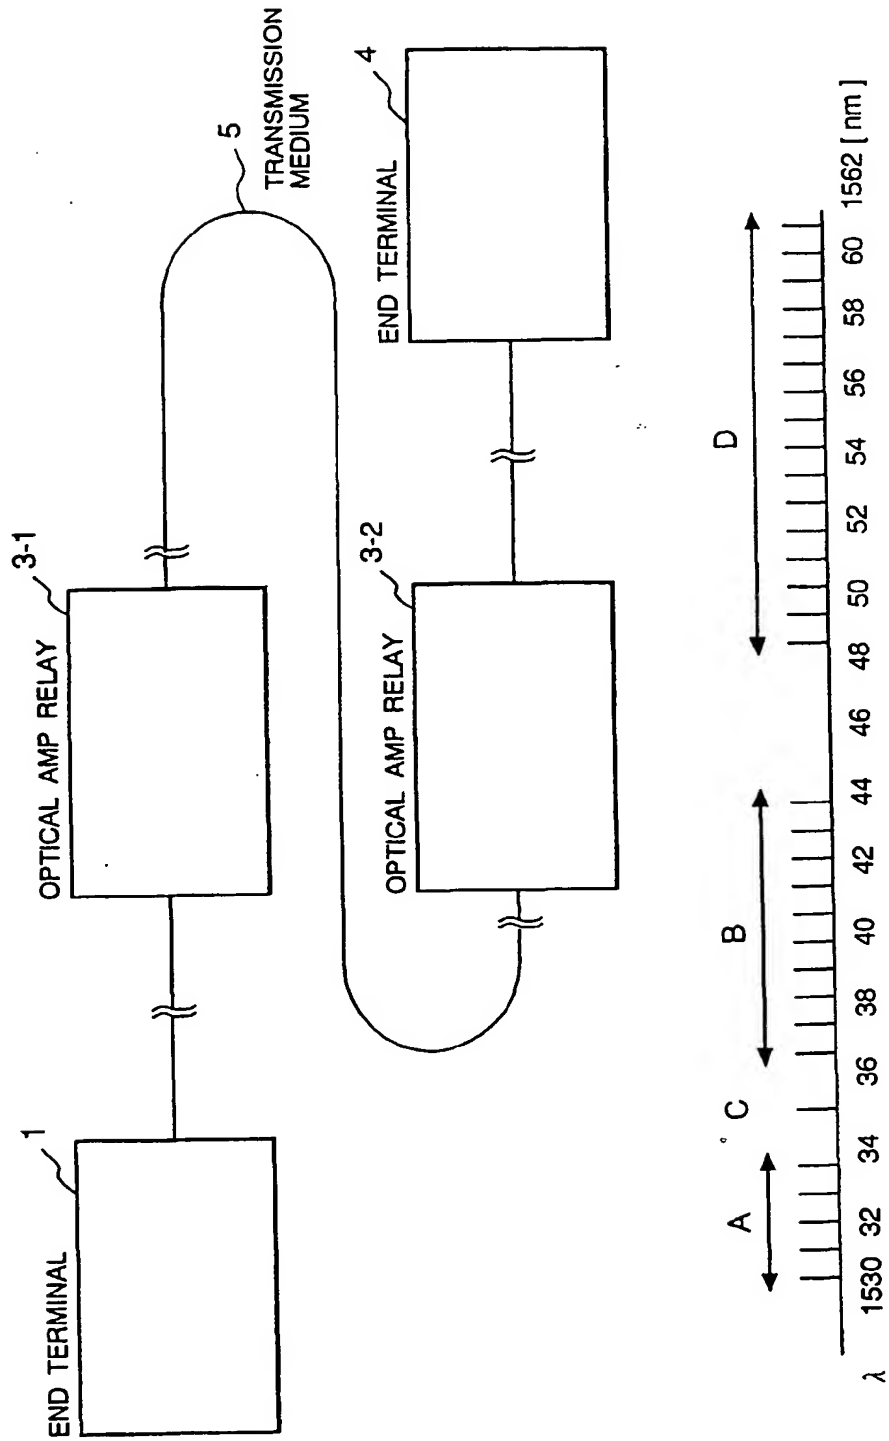 END TERMINAL
1
OPTICAL AMP RELAY
3-1
5
TRANSMISSION
MEDIUM
OPTICAL AMP RELAY
3-2
END TERMINAL
4
A
C
B
D
λ
1530 32 34 36 38 40 42 44 46 48 50 52 54 56 58 60 1562 [ nm ]